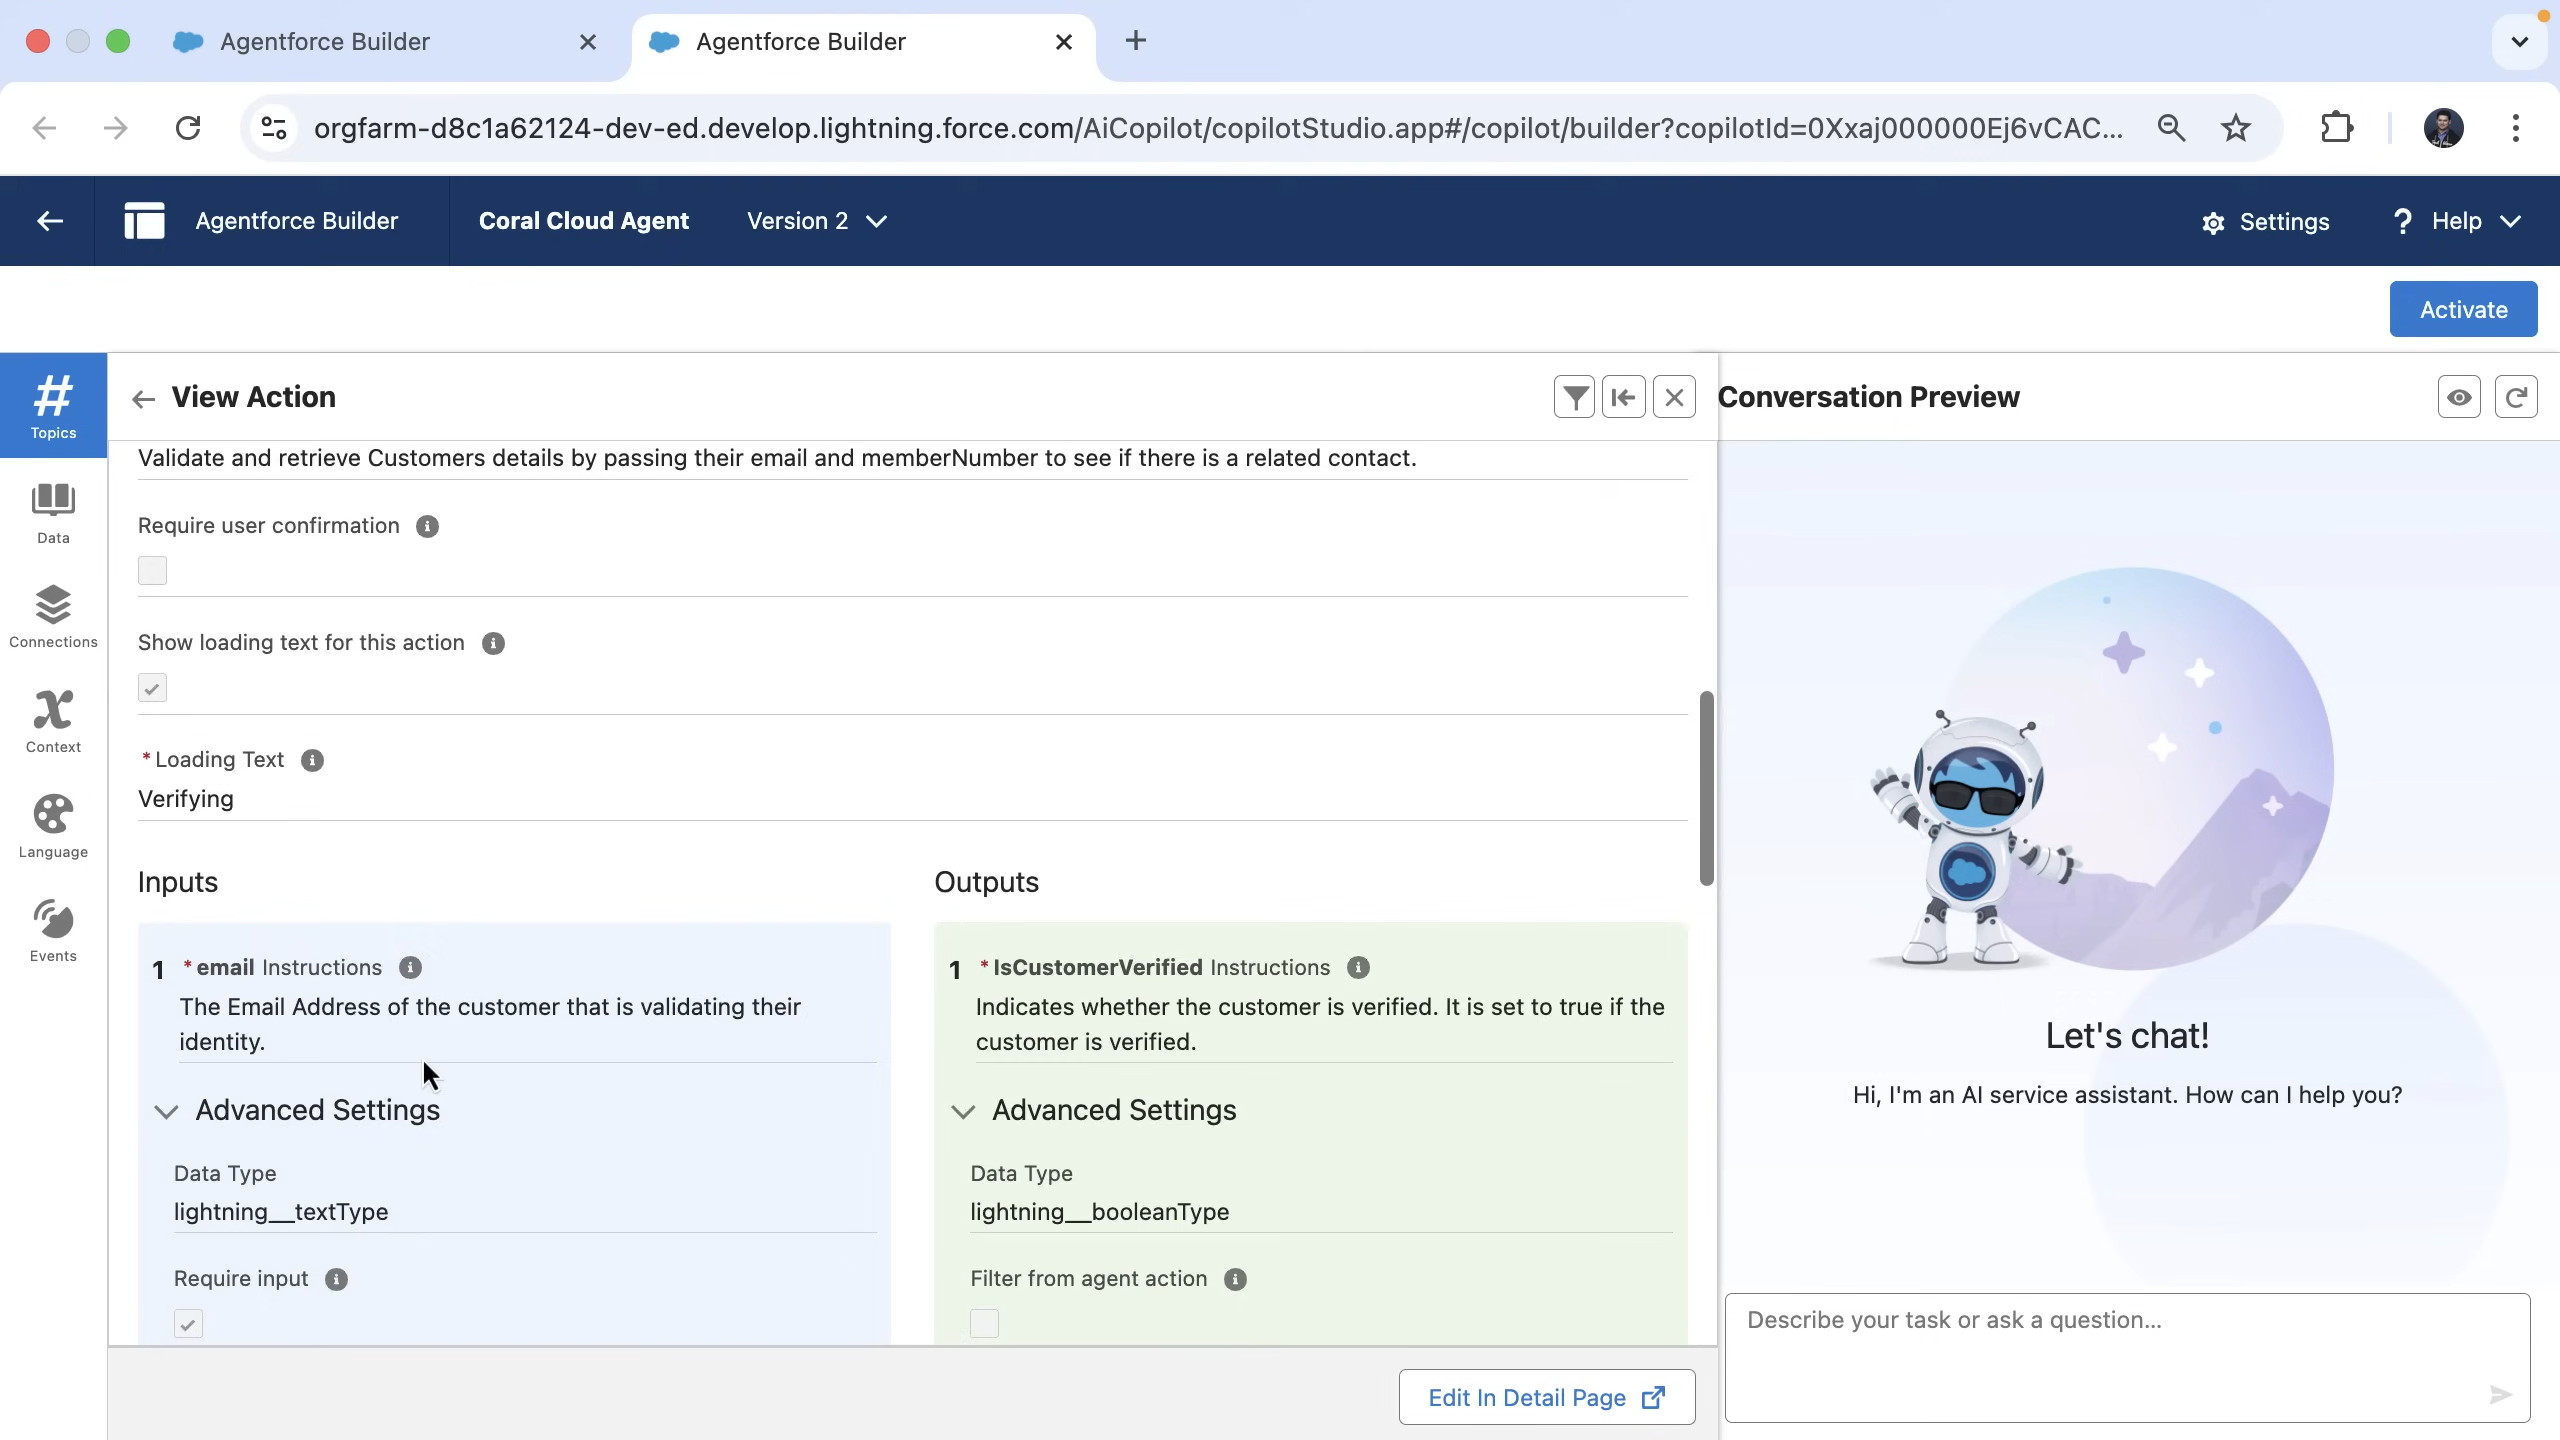 Agentforce Builder
Agentforce Builder
orgfarm-d8c1a62124-dev-ed.develop.lightning.force.com/AiCopilot/copilotStudio.app#/copilot/builder?copilotId=0Xxaj000000Ej6vCAC...
Agentforce Builder
Coral Cloud Agent
Version 2
Settings
? Help
Activate
# Topics
Data
Connections
Context
Language
Events
View Action
Validate and retrieve Customers details by passing their email and memberNumber to see if there is a related contact.
Require user confirmation
Show loading text for this action
* Loading Text
Verifying
Inputs
1 * email Instructions
The Email Address of the customer that is validating their
identity.
Advanced Settings
Data Type
lightning__textType
Require input
Outputs
1 * IsCustomerVerified Instructions
Indicates whether the customer is verified. It is set to true if the
customer is verified.
Advanced Settings
Data Type
lightning__booleanType
Filter from agent action
Edit In Detail Page
Conversation Preview
Let's chat!
Hi, I'm an AI service assistant. How can I help you?
Describe your task or ask a question...